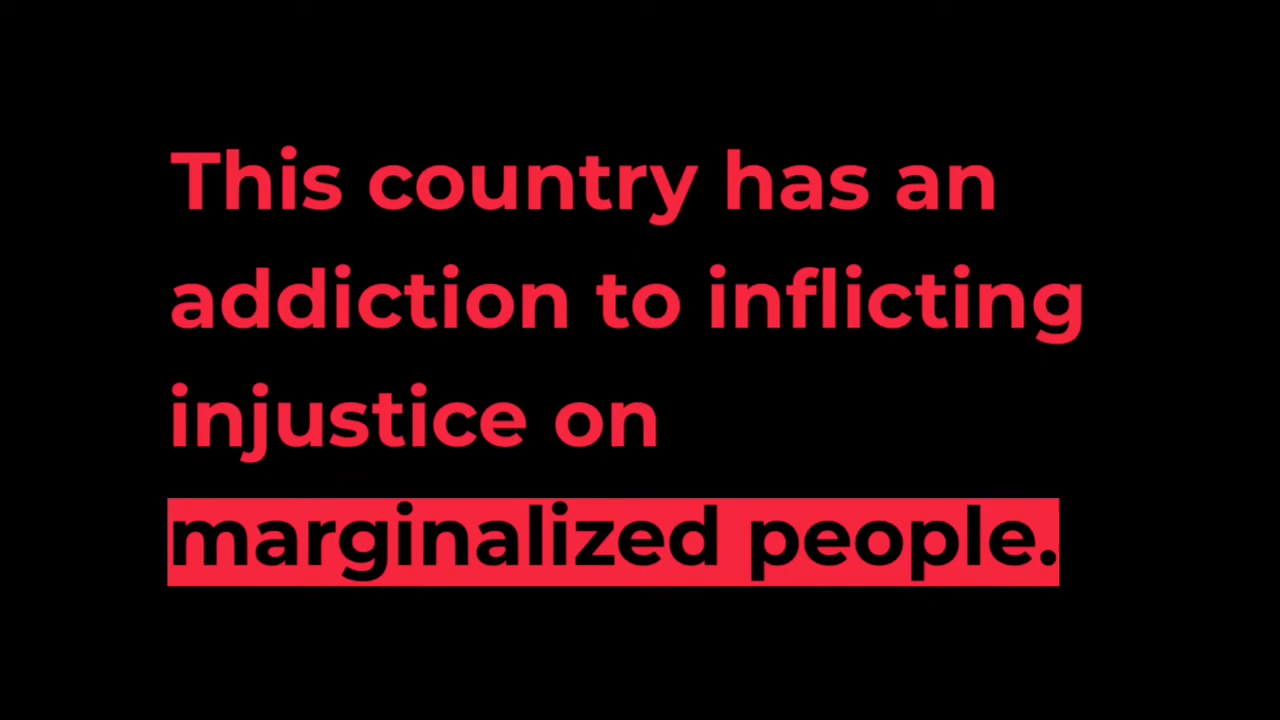 This country has an
addiction to inflicting
injustice on
marginalized people.